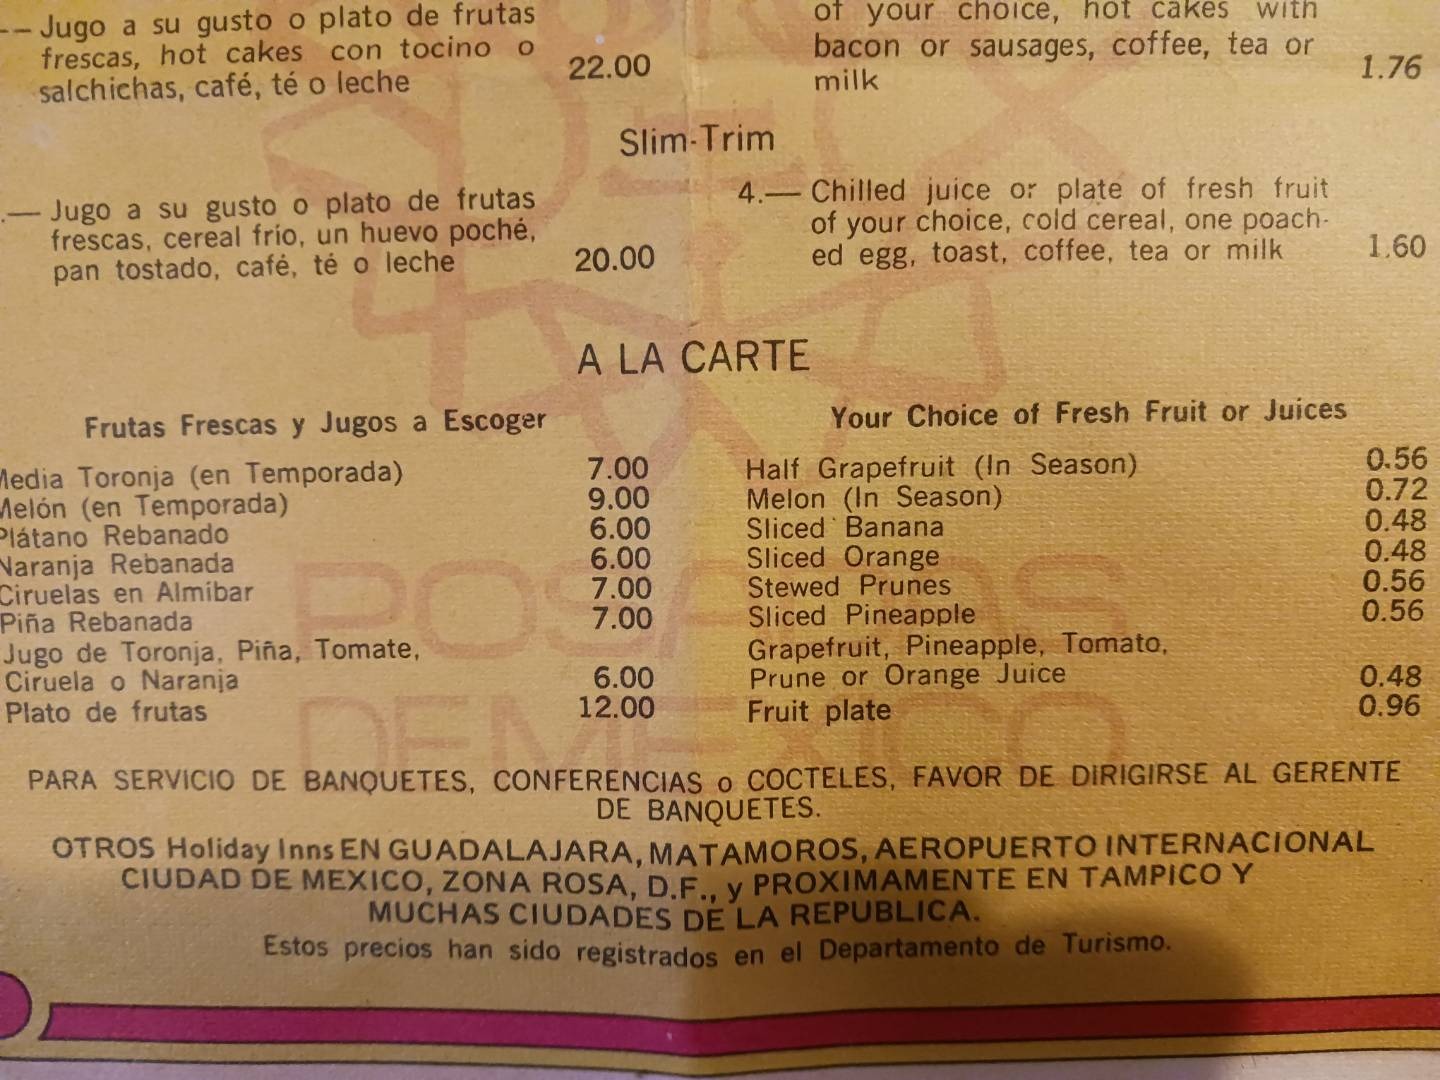 Jugo a su gusto o plato de frutas
frescas, hot cakes con tocino o
salchichas, café, té o leche 22.00
of your choice, hot cakes with
bacon or sausages, coffee, tea or
milk 1.76
Slim-Trim
.— Jugo a su gusto o plato de frutas
frescas, cereal frío, un huevo poché,
pan tostado, café, té o leche 20.00
4.— Chilled juice or plate of fresh fruit
of your choice, cold cereal, one poach-
ed egg, toast, coffee, tea or milk 1.60
A LA CARTE
Frutas Frescas y Jugos a Escoger
Media Toronja (en Temporada) 7.00
Melón (en Temporada) 9.00
Plátano Rebanado 6.00
Naranja Rebanada 6.00
Ciruelas en Almíbar 7.00
Piña Rebanada 7.00
Jugo de Toronja, Piña, Tomate,
Ciruela o Naranja 6.00
Plato de frutas 12.00
Your Choice of Fresh Fruit or Juices
Half Grapefruit (In Season) 0.56
Melon (In Season) 0.72
Sliced Banana 0.48
Sliced Orange 0.48
Stewed Prunes 0.56
Sliced Pineapple 0.56
Grapefruit, Pineapple, Tomato,
Prune or Orange Juice 0.48
Fruit plate 0.96
POSADAS
DE MEXICO
PARA SERVICIO DE BANQUETES, CONFERENCIAS o COCTELES, FAVOR DE DIRIGIRSE AL GERENTE
DE BANQUETES.
OTROS Holiday Inns EN GUADALAJARA, MATAMOROS, AEROPUERTO INTERNACIONAL
CIUDAD DE MEXICO, ZONA ROSA, D.F., y PROXIMAMENTE EN TAMPICO Y
MUCHAS CIUDADES DE LA REPUBLICA.
Estos precios han sido registrados en el Departamento de Turismo.